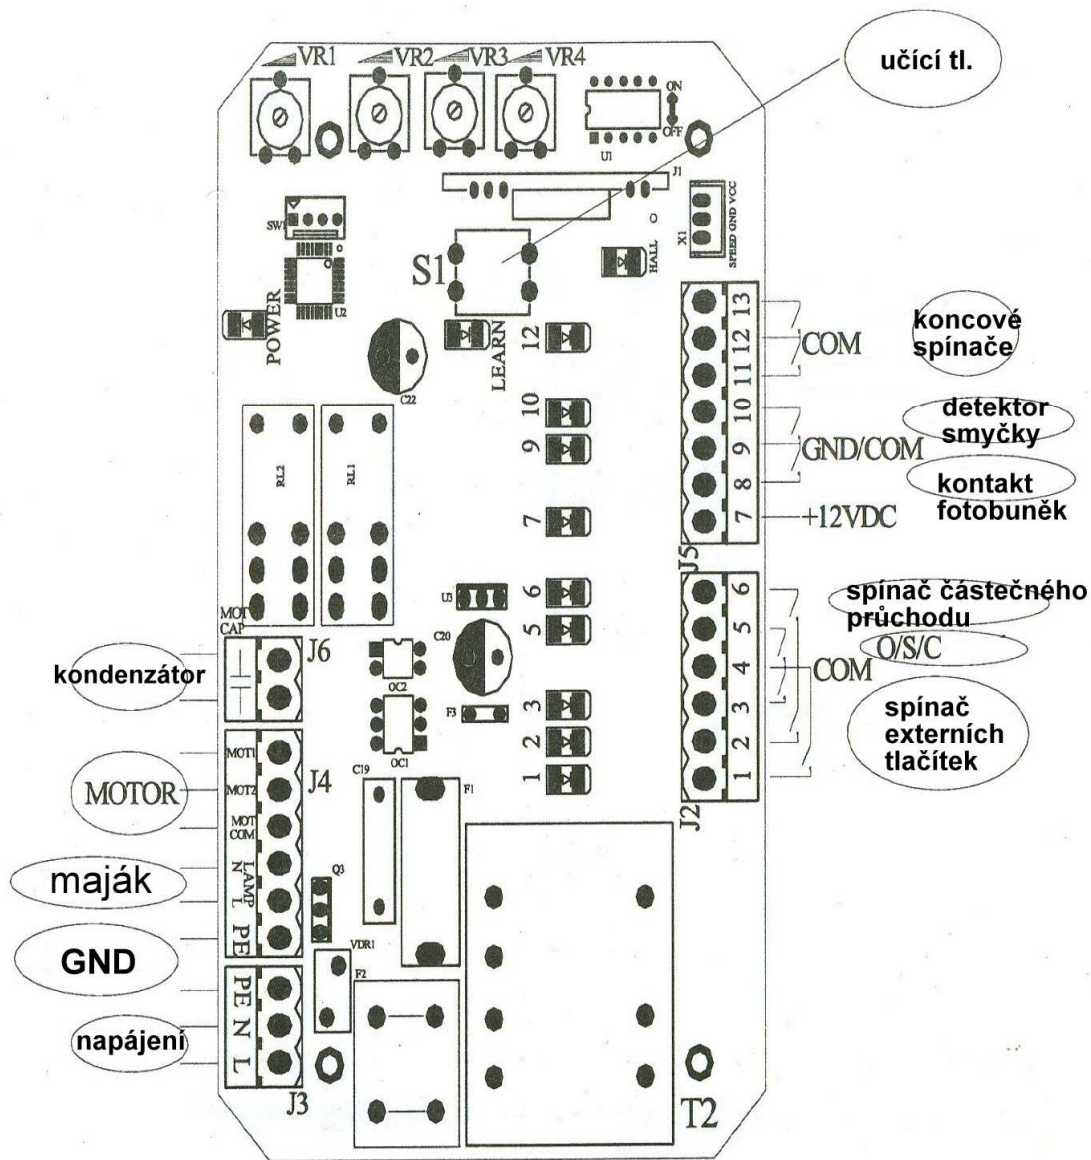 VR1 VR2 VR3 VR4
učící tl.
ON
OFF
U1
J1
SW1
U2
S1
HALL
X1
SPEED GND VCC
POWER
LEARN
C22
12
10
9
7
6
5
3
2
1
13
12
11
10
9
8
7
J5
COM
koncové
spínače
GND/COM
detektor
smyčky
kontakt
fotobuněk
+12VDC
6
5
4
3
2
1
J2
COM
spínač částečného
průchodu
O/S/C
spínač
externích
tlačítek
RL2
RL1
MOT
CAP
J6
kondenzátor
U3
C20
OC2
F3
OC1
MOT1
MOT2
MOT
COM
J4
MOTOR
N
LAMP
L
maják
PE
GND
C19
F1
Q3
VDR1
F2
PE
N
L
napájení
J3
T2